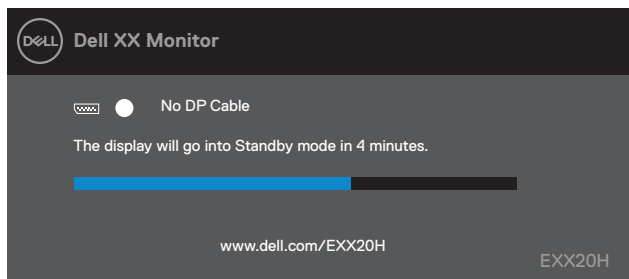 DELL Dell XX Monitor
No DP Cable
The display will go into Standby mode in 4 minutes.
www.dell.com/EXX20H
EXX20H